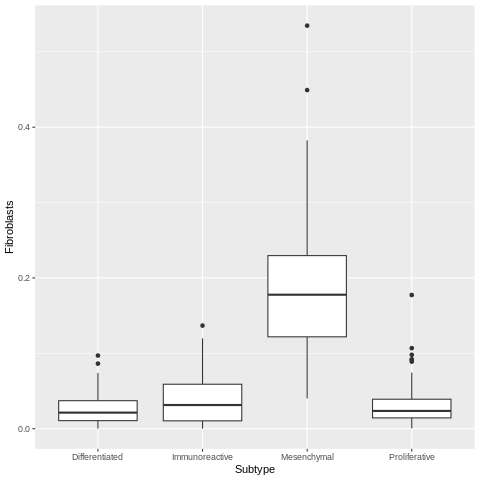 Fibroblasts
0.4
0.2
0.0
Differentiated Immunoreactive Mesenchymal Proliferative
Subtype